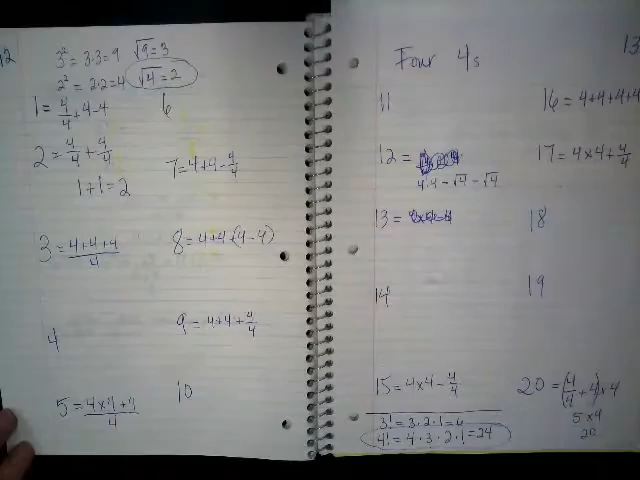 12
3² = 3·3 = 9 √9 = 3
2² = 2·2 = 4 √4 = 2
1 = 4/4 + 4 - 4
6
2 = 4/4 + 4/4
1 + 1 = 2
7 = 4 + 4 - 4/4
3 = (4 + 4 + 4)/4
8 = 4 + 4 + (4 - 4)
4
9 = 4 + 4 + 4/4
5 = (4 × 4 + 4)/4
10
13
Four 4s
11
16 = 4 + 4 + 4 + 4
12 =
4·4 - √4 - √4
17 = 4 × 4 + 4/4
13 =
18
14
19
15 = 4 × 4 - 4/4
20 = (4/4 + 4) × 4
5 × 4
20
3! = 3·2·1 = 6
4! = 4·3·2·1 = 24